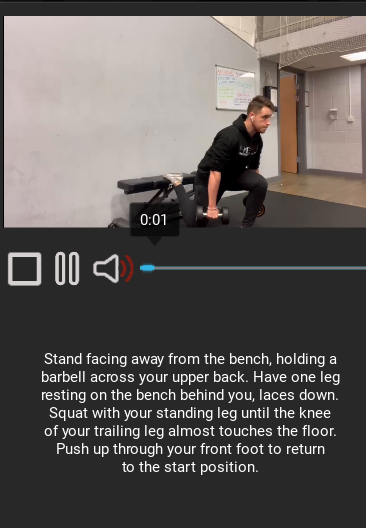 0:01
Stand facing away from the bench, holding a
barbell across your upper back. Have one leg
resting on the bench behind you, laces down.
Squat with your standing leg until the knee
of your trailing leg almost touches the floor.
Push up through your front foot to return
to the start position.